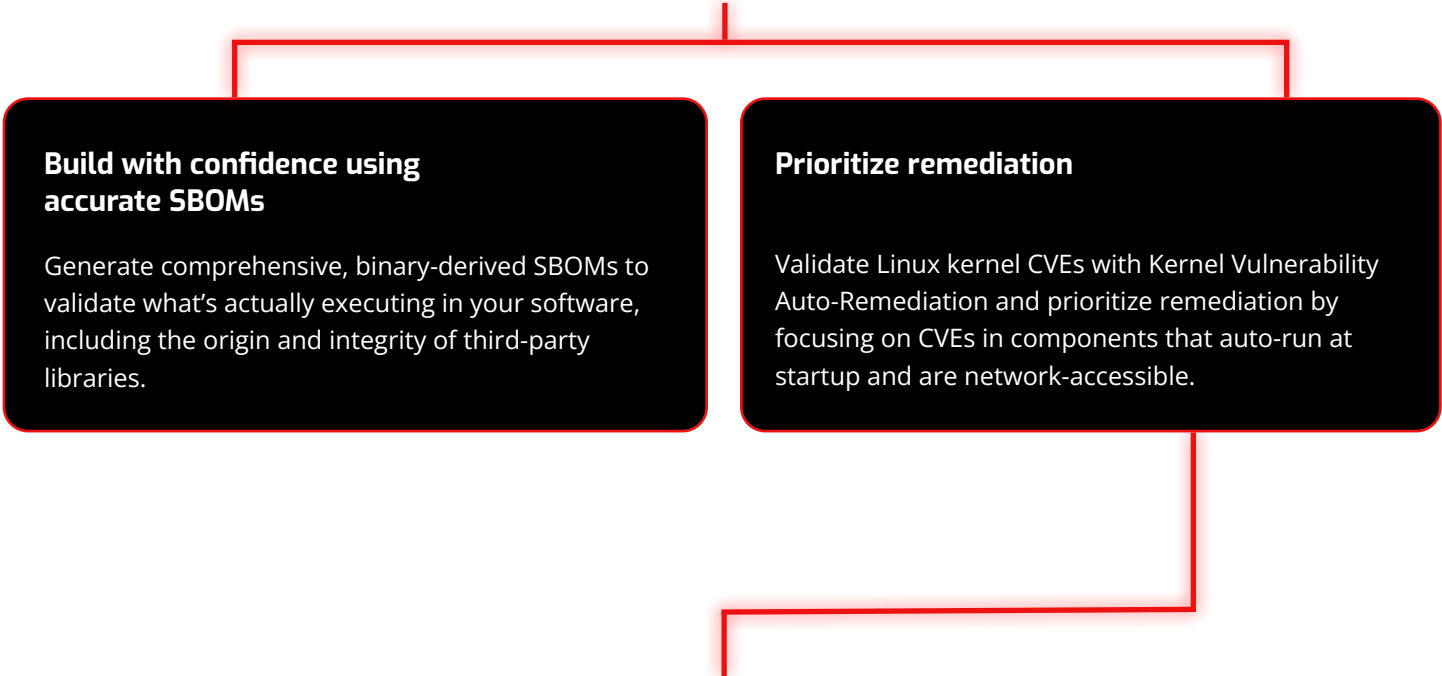 Build with confidence using
accurate SBOMs
Generate comprehensive, binary-derived SBOMs to
validate what’s actually executing in your software,
including the origin and integrity of third-party
libraries.
Prioritize remediation
Validate Linux kernel CVEs with Kernel Vulnerability
Auto-Remediation and prioritize remediation by
focusing on CVEs in components that auto-run at
startup and are network-accessible.